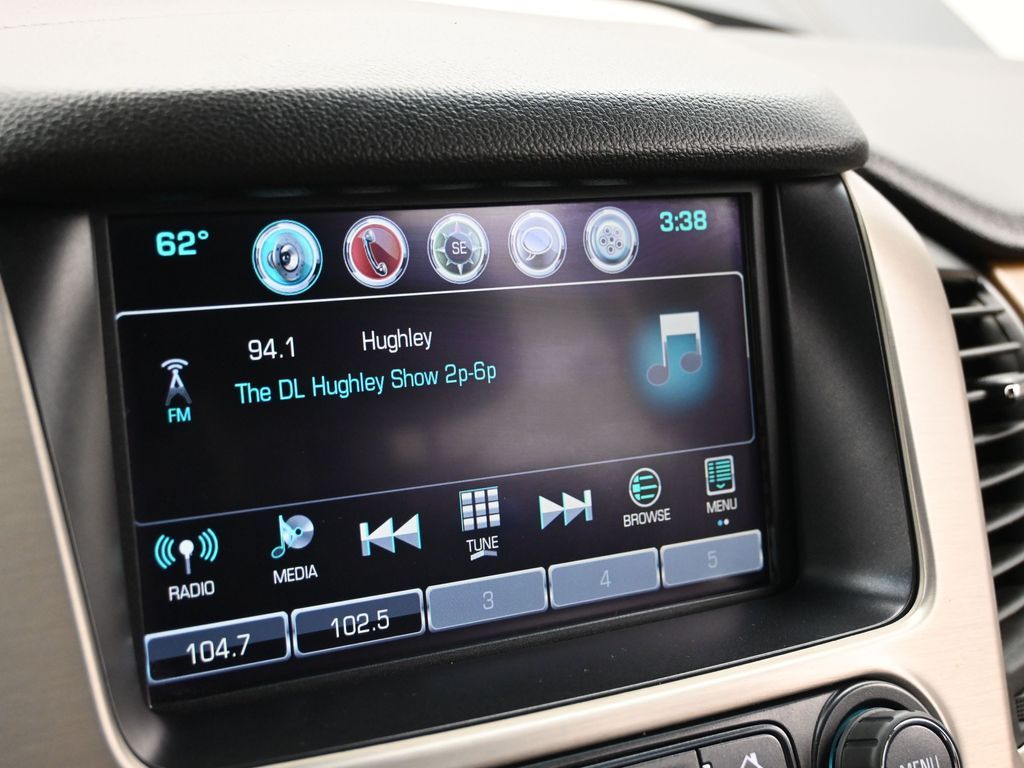 62° SE 3:38
94.1 Hughley
The DL Hughley Show 2p-6p
FM
RADIO MEDIA TUNE BROWSE MENU
104.7 102.5 3 4 5
MENU